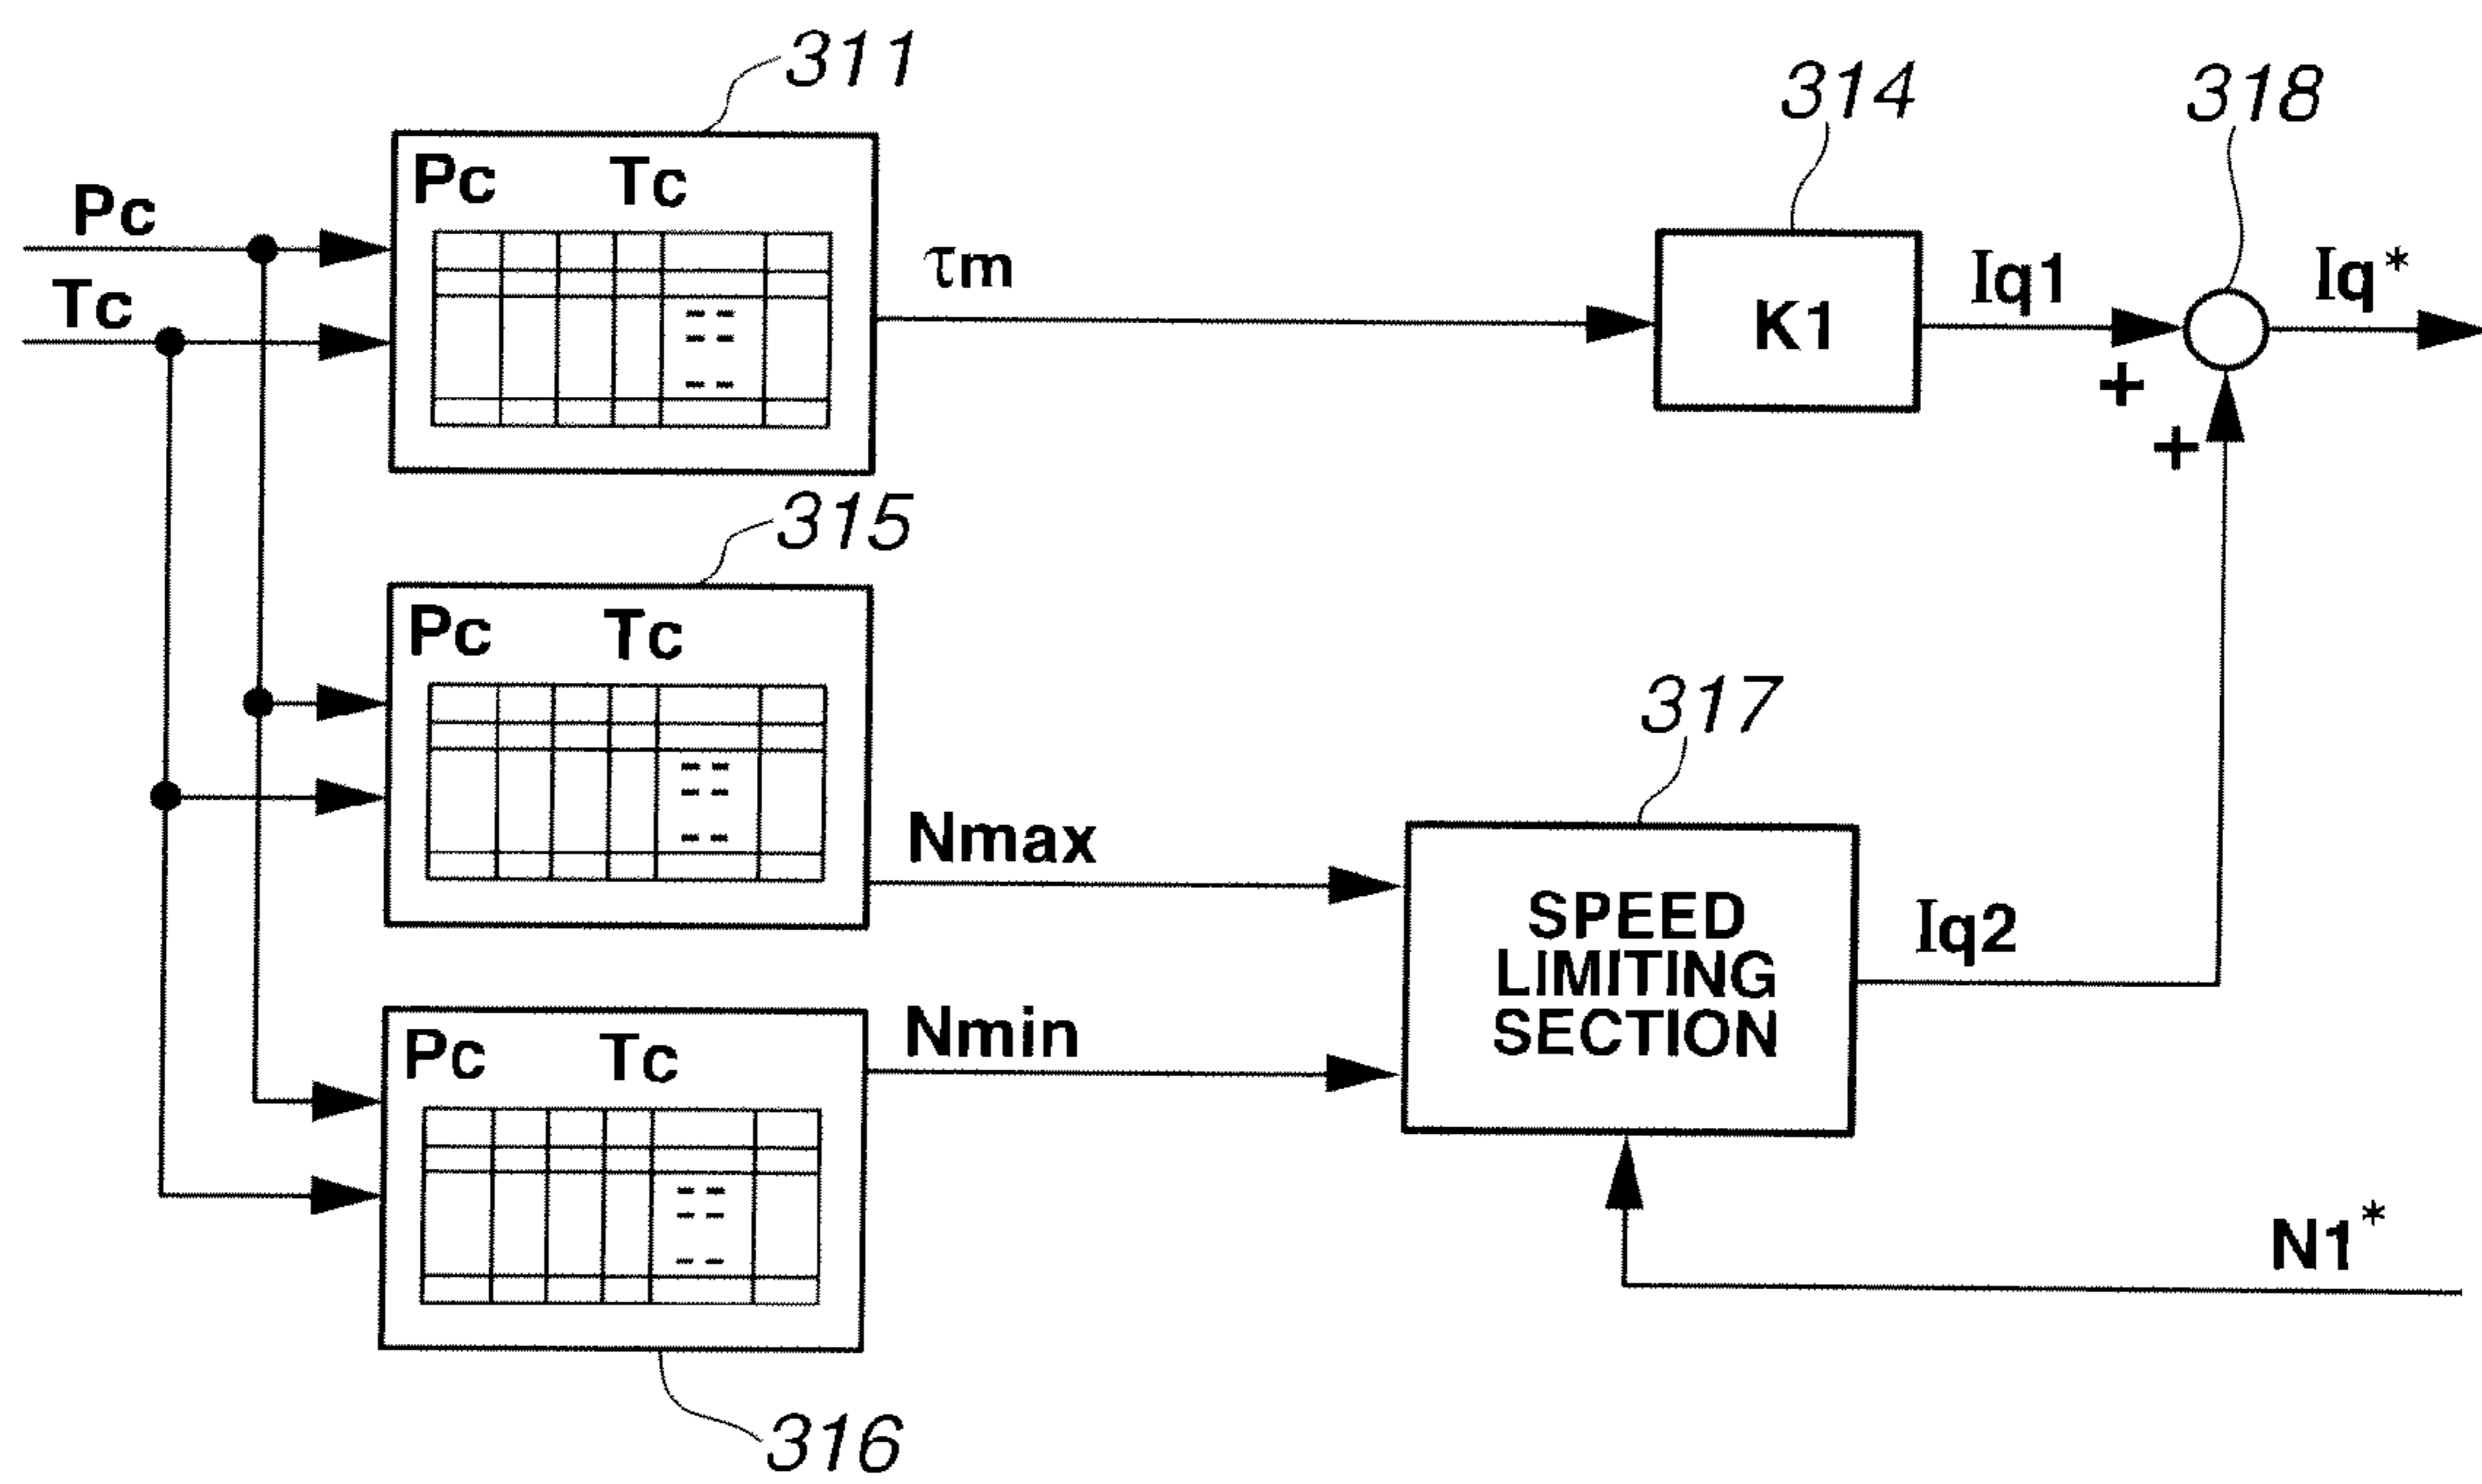 311
314
318
Pc
Tc
Pc Tc
τm
K1
Iq1
Iq*
+
+
315
Pc Tc
Nmax
317
SPEED
LIMITING
SECTION
Iq2
Pc Tc
Nmin
N1*
316